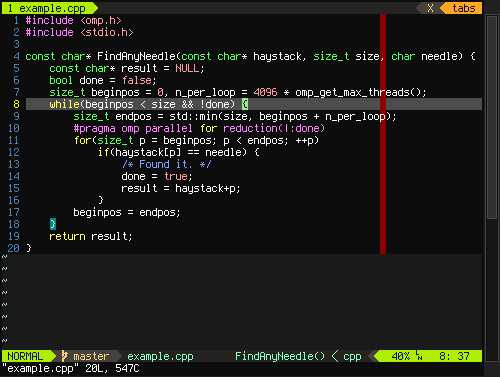 1 example.cpp X tabs
1 #include <omp.h>
2 #include <stdio.h>
3
4 const char* FindAnyNeedle(const char* haystack, size_t size, char needle) {
5     const char* result = NULL;
6     bool done = false;
7     size_t beginpos = 0, n_per_loop = 4096 * omp_get_max_threads();
8     while(beginpos < size && !done) {
9         size_t endpos = std::min(size, beginpos + n_per_loop);
10         #pragma omp parallel for reduction(|:done)
11         for(size_t p = beginpos; p < endpos; ++p)
12             if(haystack[p] == needle) {
13                 /* Found it. */
14                 done = true;
15                 result = haystack+p;
16             }
17         beginpos = endpos;
18     }
19     return result;
20 }
~
~
~
~
~
~
NORMAL master example.cpp FindAnyNeedle() < cpp 40% LN 8: 37
"example.cpp" 20L, 547C